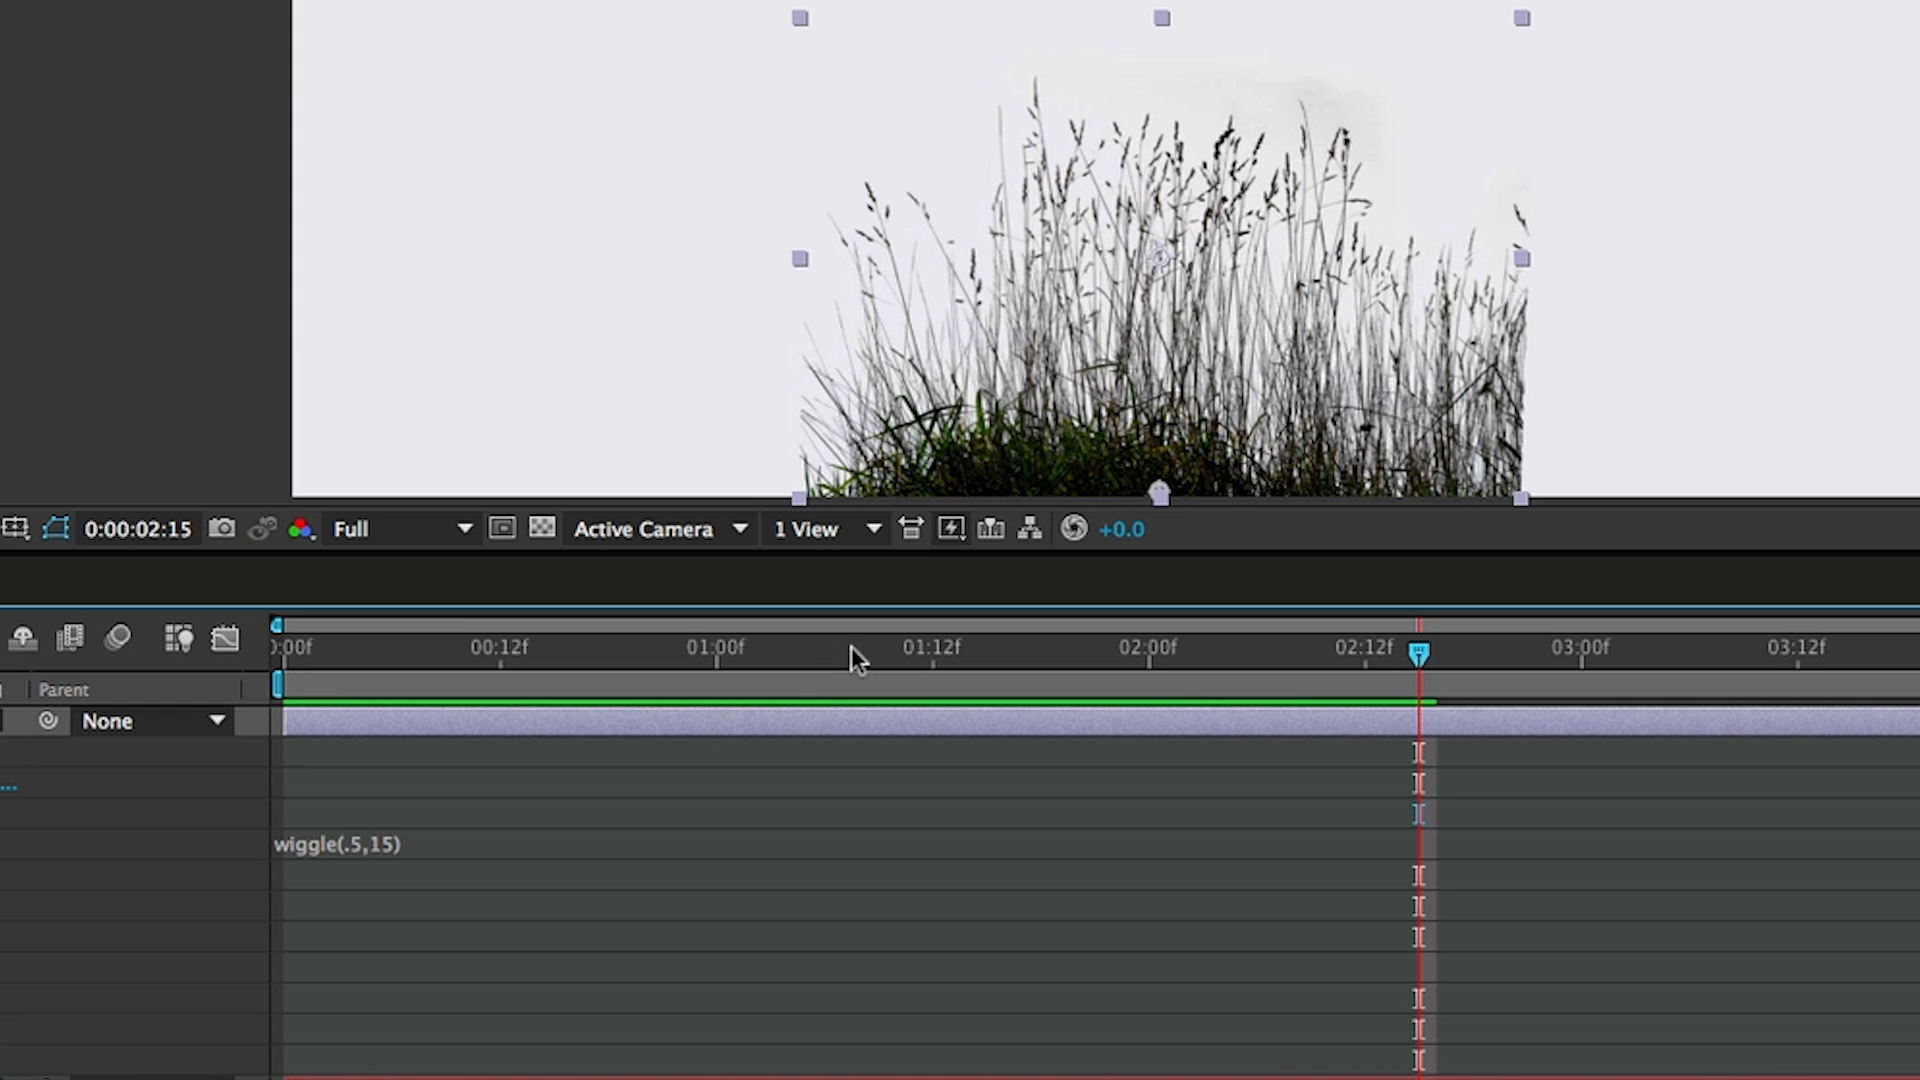 0:00:02:15 Full Active Camera 1 View +0.0
0:00f 00:12f 01:00f 01:12f 02:00f 02:12f 03:00f 03:12f
Parent
None
...
wiggle(.5,15)